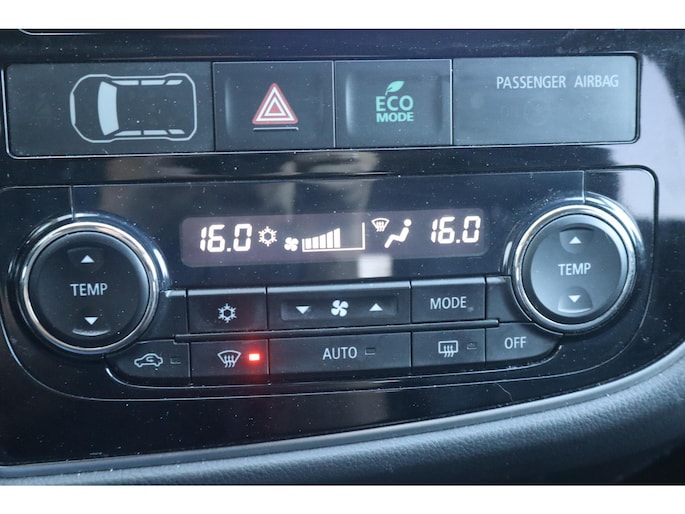 ECO
MODE
PASSENGER AIRBAG
16.0 16.0
TEMP
MODE
TEMP
AUTO
OFF